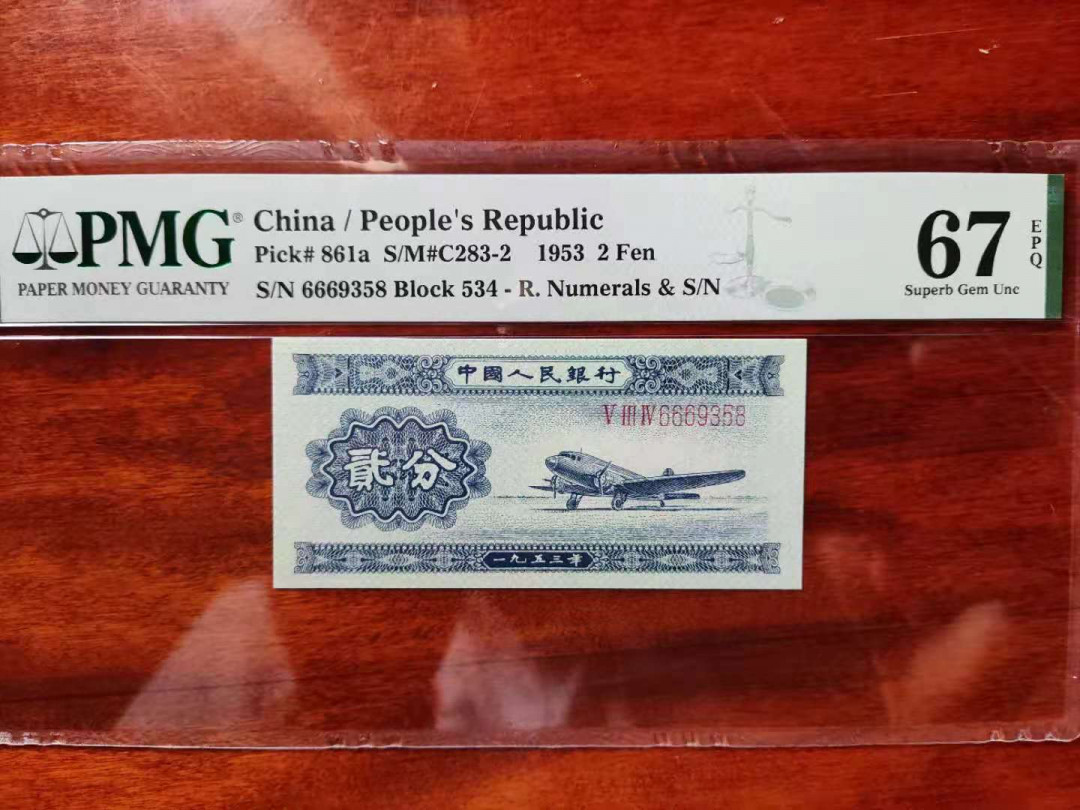 PMG®
PAPER MONEY GUARANTY
China / People's Republic
Pick# 861a S/M#C283-2 1953 2 Fen
S/N 6669358 Block 534 - R. Numerals & S/N
67
EPQ
Superb Gem Unc
中國人民銀行
V III IV 6669358
貳分
一九五三年